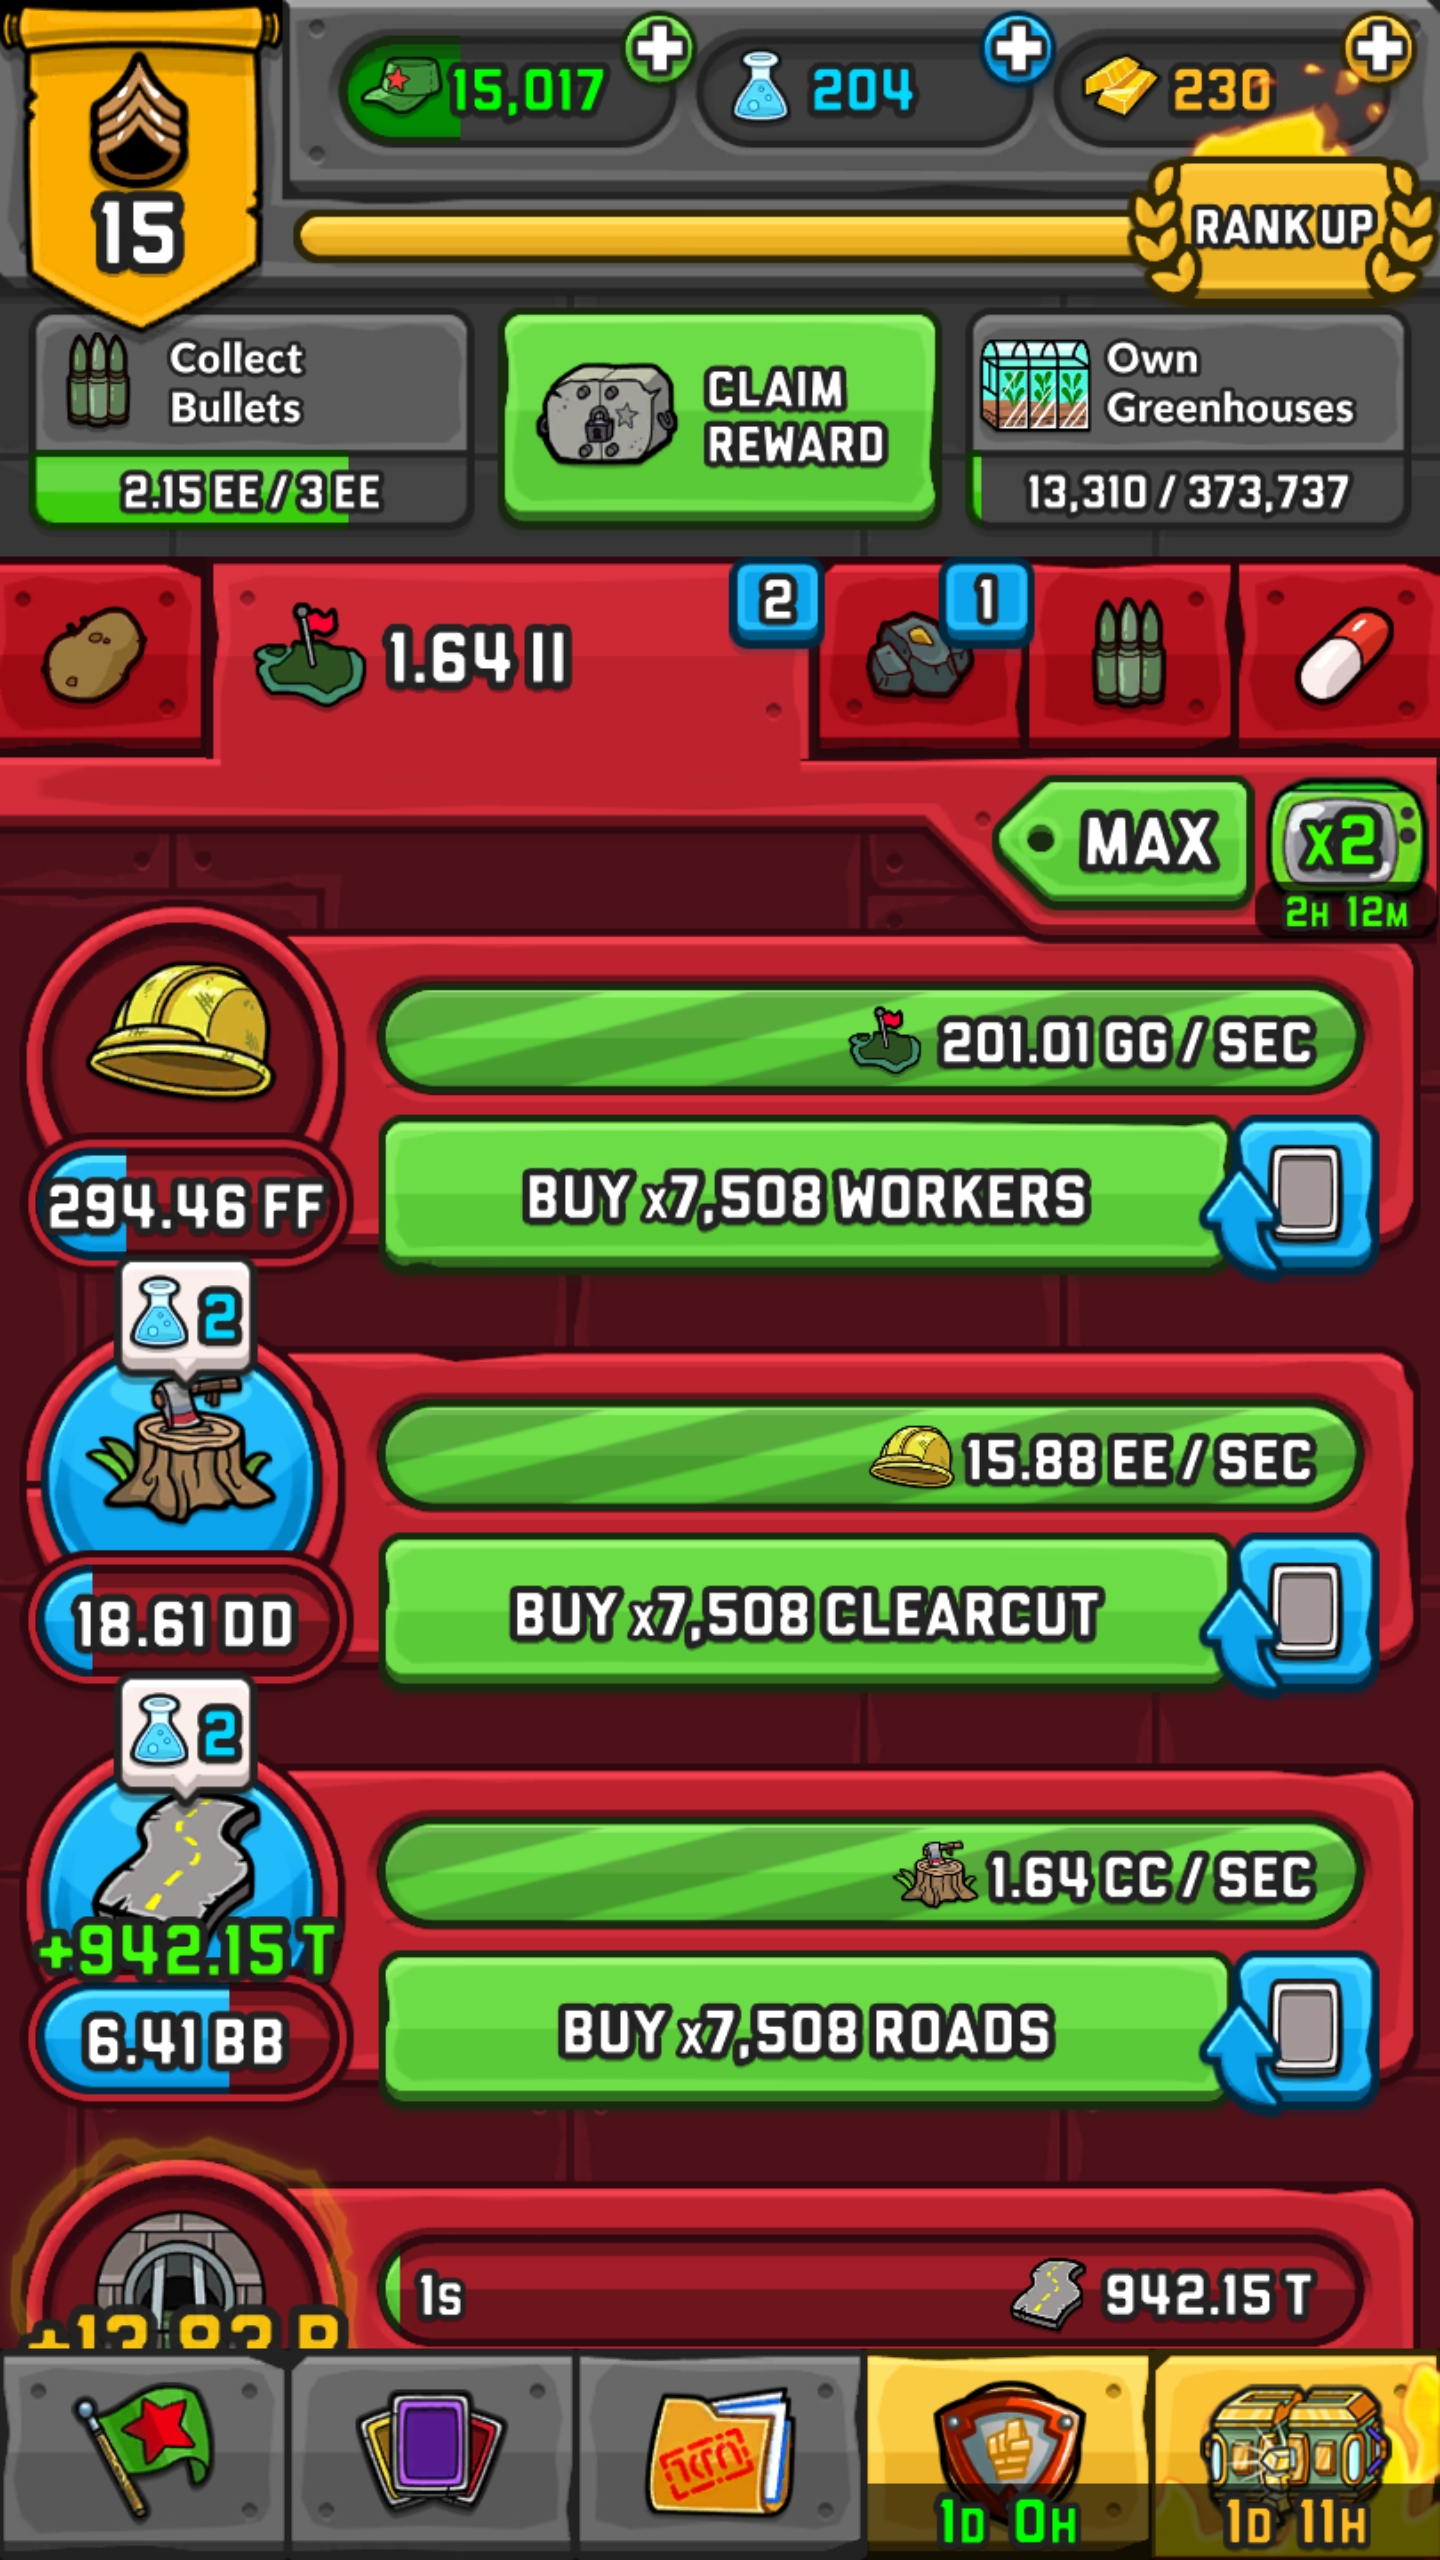 15,017
204
230
15
RANK UP
Collect
Bullets
2.15 EE / 3 EE
CLAIM
REWARD
Own
Greenhouses
13,310 / 373,737
1.64 II
2
1
MAX
x2
2H 12M
201.01 GG / SEC
294.46 FF
BUY x7,508 WORKERS
2
15.88 EE / SEC
18.61 DD
BUY x7,508 CLEARCUT
2
1.64 CC / SEC
+942.15 T
6.41 BB
BUY x7,508 ROADS
1s
942.15 T
1D 0H
1D 11H